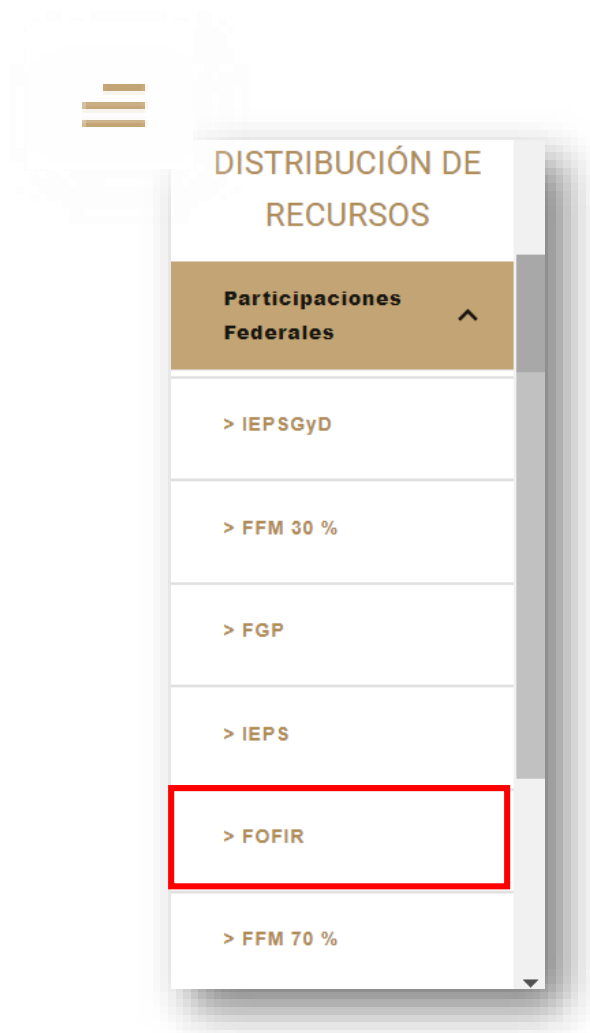 DISTRIBUCIÓN DE
RECURSOS
Participaciones
Federales
> IEPSGyD
> FFM 30 %
> FGP
> IEPS
> FOFIR
> FFM 70 %